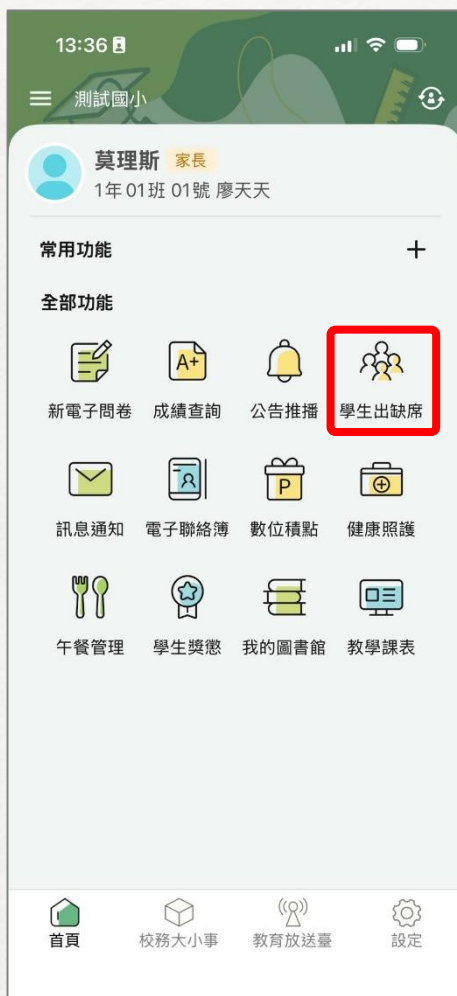 13:36
測試國小
莫理斯 家長
1年01班 01號 廖天天
常用功能
全部功能
A+
新電子問卷 成績查詢 公告推播 學生出缺席
P
訊息通知 電子聯絡簿 數位積點 健康照護
午餐管理 學生獎懲 我的圖書館 教學課表
首頁 校務大小事 教育放送臺 設定